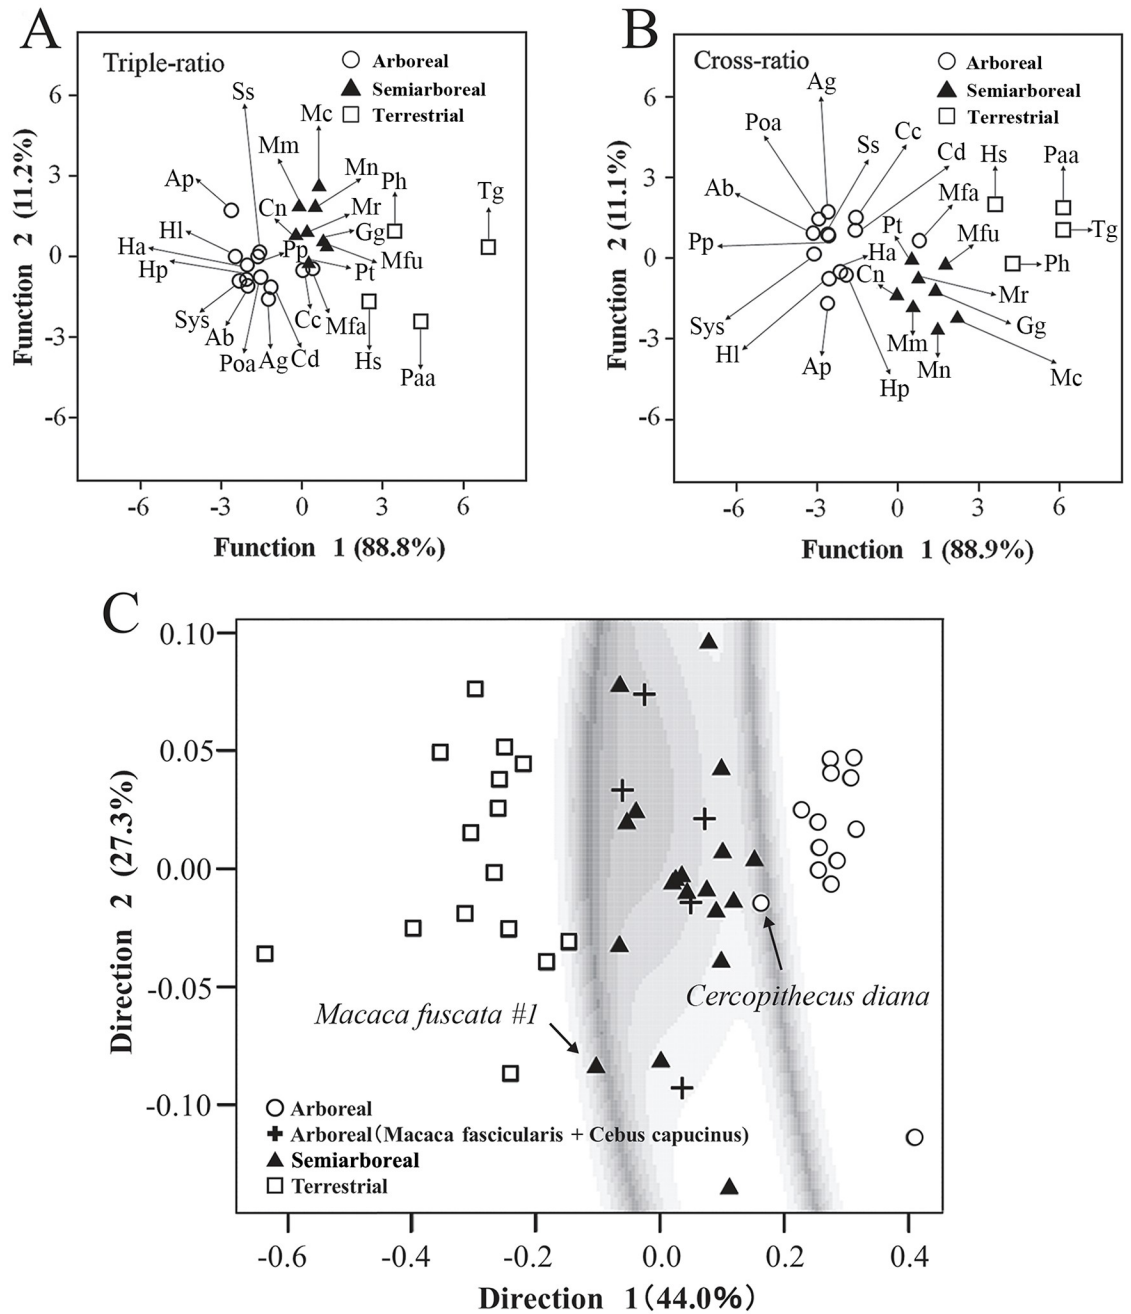 A
B
Triple-ratio
Arboreal
Semiarboreal
Terrestrial
Cross-ratio
Arboreal
Semiarboreal
Terrestrial
Ss
Mc
Mm
Mn
Ph
Ap
Tg
Cn
Mr
Hl
Gg
Ha
Pp
Mfu
Hp
Pt
Sys
Ab
Cc
Mfa
Poa
Ag
Cd
Hs
Paa
6
3
0
-3
-6
-6
-3
0
3
6
Function 2 (11.2%)
Function 1 (88.8%)
Ag
Poa
Cc
Ss
Cd
Hs
Paa
Ab
Mfa
Pp
Pt
Mfu
Tg
Ha
Ph
Cn
Mr
Sys
Gg
Hl
Mm
Ap
Mn
Mc
Hp
6
3
0
-3
-6
-6
-3
0
3
6
Function 2 (11.1%)
Function 1 (88.9%)
C
0.10
0.05
0.00
-0.05
-0.10
Direction 2 (27.3%)
Cercopithecus diana
Macaca fuscata #1
Arboreal
Arboreal(Macaca fascicularis + Cebus capucinus)
Semiarboreal
Terrestrial
-0.6
-0.4
-0.2
0.0
0.2
0.4
Direction 1(44.0%)